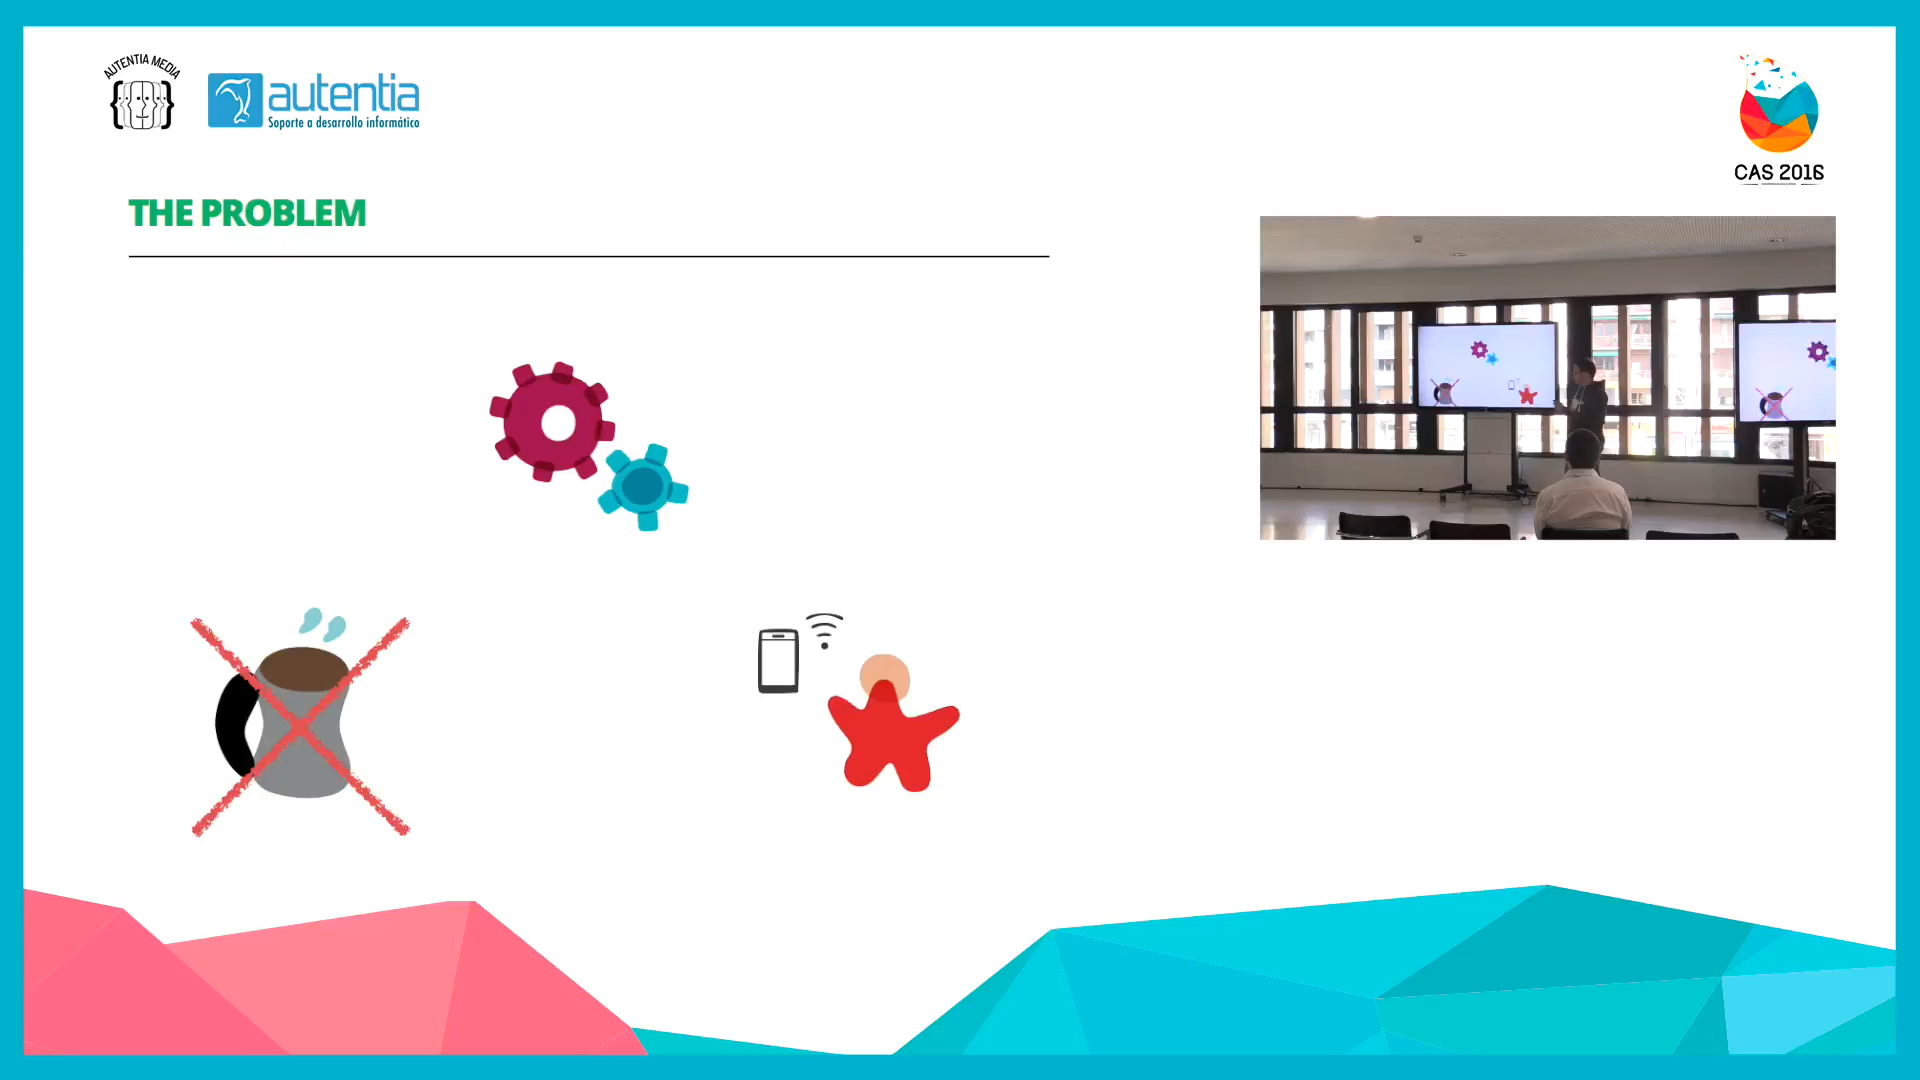 AUTENTIA MEDIA
autentia
Soporte a desarrollo informático
CAS 2016
THE PROBLEM